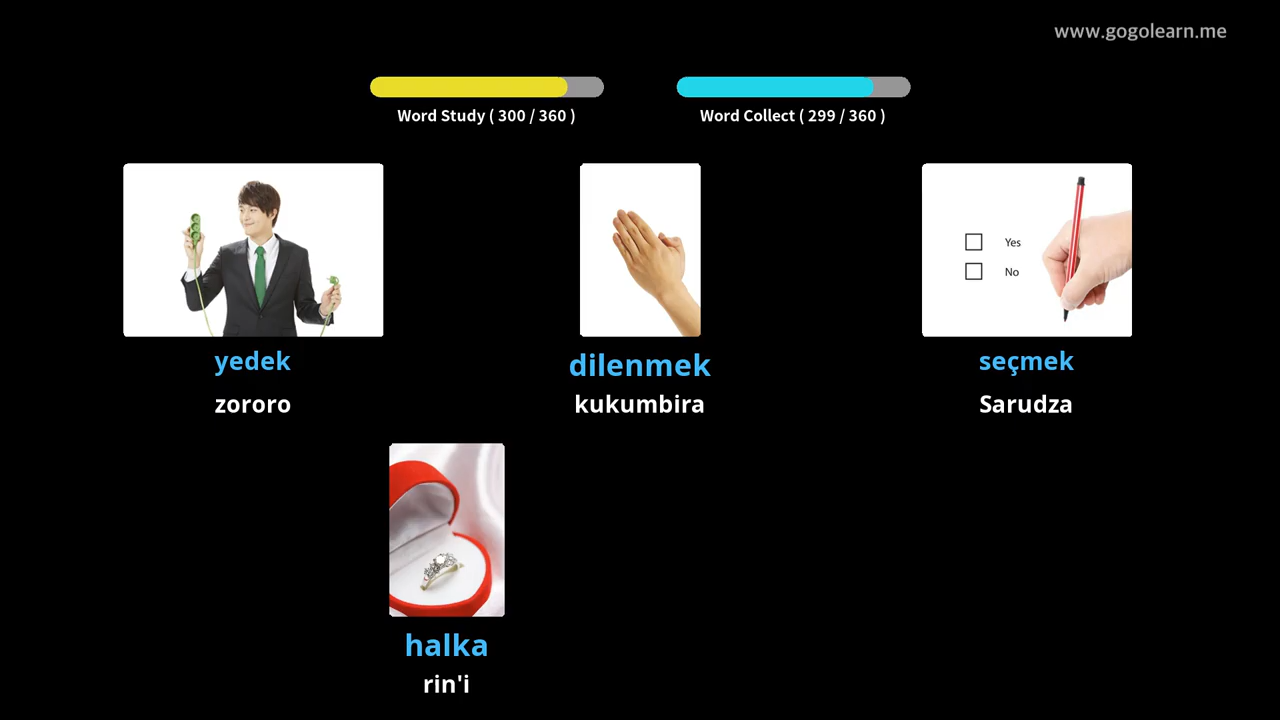 www.gogolearn.me
Word Study ( 300 / 360 )
Word Collect ( 299 / 360 )
Yes
No
yedek
zororo
dilenmek
kukumbira
seçmek
Sarudza
halka
rin'i